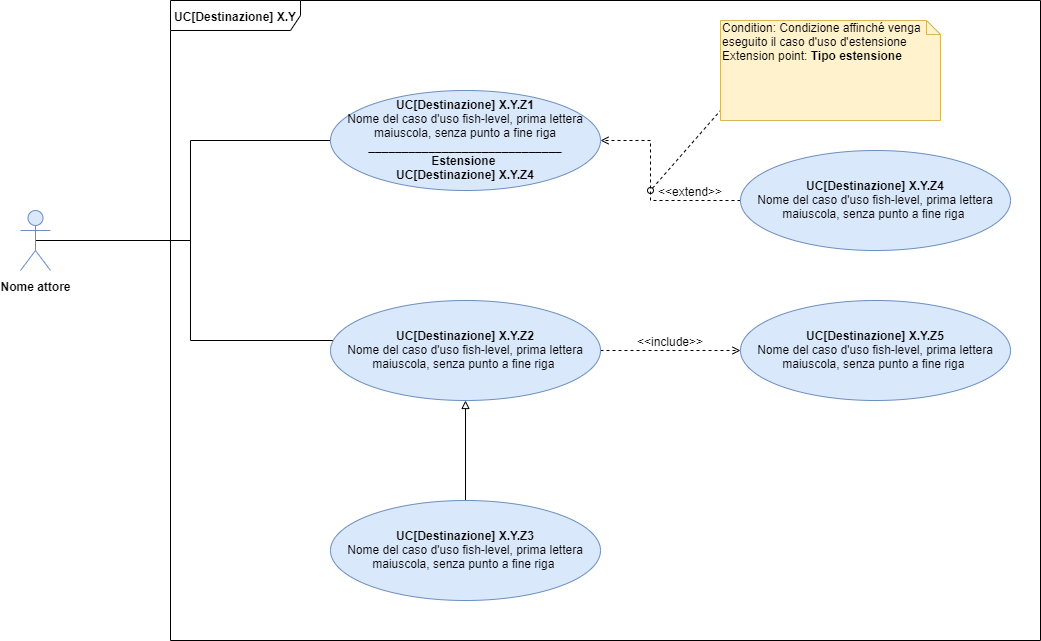 UC[Destinazione] X.Y
Condition: Condizione affinché venga
eseguito il caso d'uso d'estensione
Extension point: Tipo estensione
UC[Destinazione] X.Y.Z1
Nome del caso d'uso fish-level, prima lettera
maiuscola, senza punto a fine riga
Estensione
UC[Destinazione] X.Y.Z4
<<extend>>
UC[Destinazione] X.Y.Z4
Nome del caso d'uso fish-level, prima lettera
maiuscola, senza punto a fine riga
Nome attore
UC[Destinazione] X.Y.Z2
Nome del caso d'uso fish-level, prima lettera
maiuscola, senza punto a fine riga
<<include>>
UC[Destinazione] X.Y.Z5
Nome del caso d'uso fish-level, prima lettera
maiuscola, senza punto a fine riga
UC[Destinazione] X.Y.Z3
Nome del caso d'uso fish-level, prima lettera
maiuscola, senza punto a fine riga